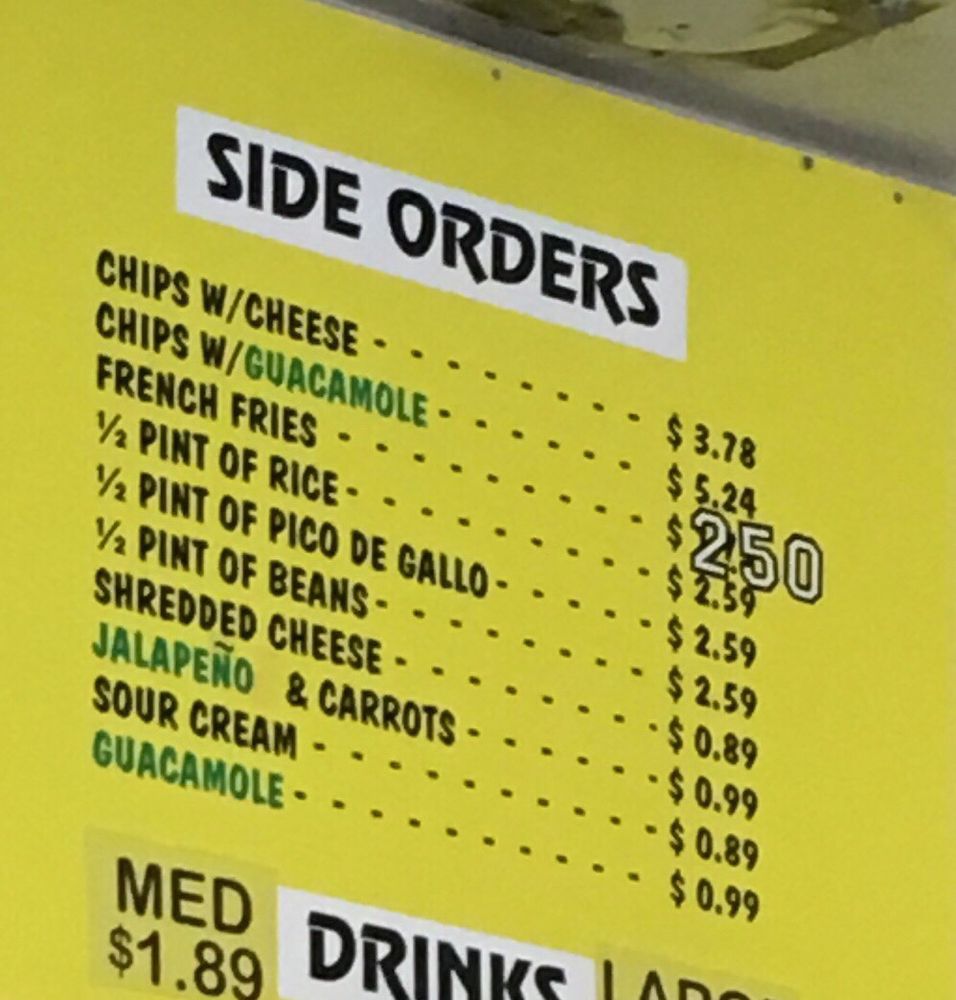 SIDE ORDERS
CHIPS W/CHEESE - - - - - - - - $ 3.78
CHIPS W/GUACAMOLE - - - - - - $ 5.24
FRENCH FRIES - - - - - - - - - $ 250
½ PINT OF RICE - - - - - - - - - $ 2.59
½ PINT OF PICO DE GALLO - - - - - $ 2.59
½ PINT OF BEANS - - - - - - - - $ 2.59
SHREDDED CHEESE - - - - - - - - $ 0.89
JALAPEÑO & CARROTS - - - - - - $ 0.99
SOUR CREAM - - - - - - - - - - $ 0.89
GUACAMOLE - - - - - - - - - - $ 0.99
MED
$1.89
DRINKS